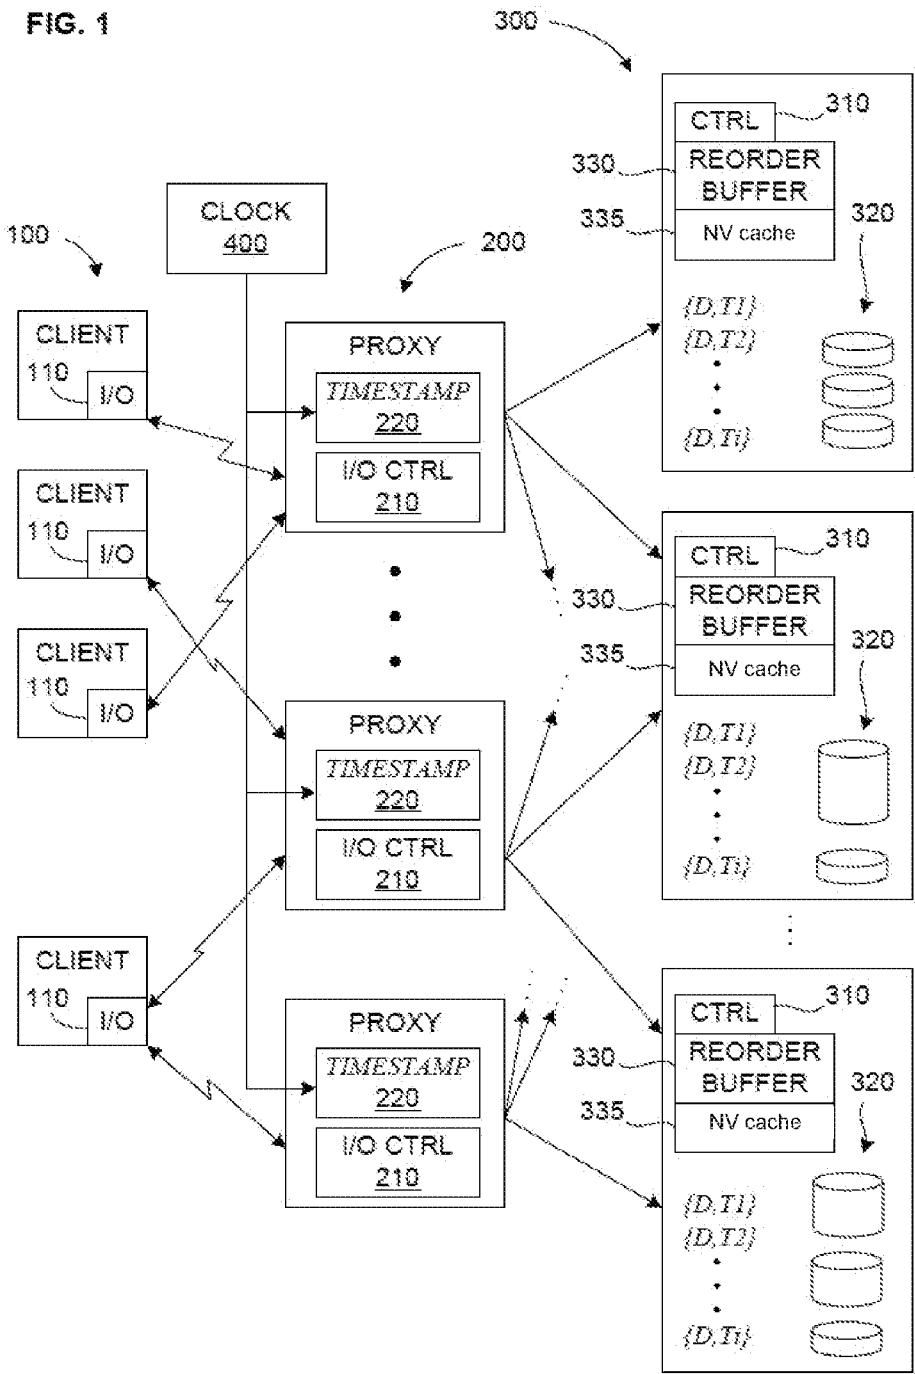 FIG. 1
300
CTRL
310
330
REORDER
BUFFER
335
NV cache
320
{D,T1}
{D,T2}
{D,Ti}
CLOCK
400
100
200
CLIENT
110
I/O
PROXY
TIMESTAMP
220
I/O CTRL
210
CLIENT
110
I/O
CLIENT
110
I/O
CTRL
310
330
REORDER
BUFFER
335
NV cache
320
{D,T1}
{D,T2}
{D,Ti}
PROXY
TIMESTAMP
220
I/O CTRL
210
CLIENT
110
I/O
PROXY
TIMESTAMP
220
I/O CTRL
210
CTRL
310
330
REORDER
BUFFER
335
NV cache
320
{D,T1}
{D,T2}
{D,Ti}